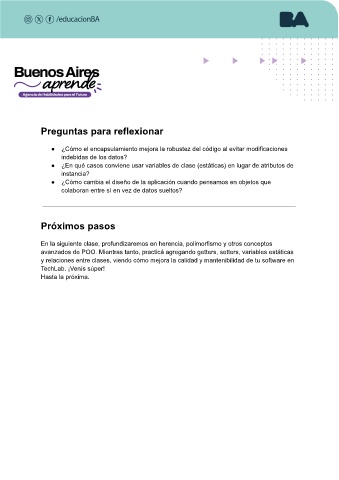 /educacionBA
BA
Buenos Aires
aprende
Agencia de Habilidades para el Futuro
Preguntas para reflexionar
● ¿Cómo el encapsulamiento mejora la robustez del código al evitar modificaciones
indebidas de los datos?
● ¿En qué casos conviene usar variables de clase (estáticas) en lugar de atributos de
instancia?
● ¿Cómo cambia el diseño de la aplicación cuando pensamos en objetos que
colaboran entre sí en vez de datos sueltos?
Próximos pasos
En la siguiente clase, profundizaremos en herencia, polimorfismo y otros conceptos
avanzados de POO. Mientras tanto, practicá agregando getters, setters, variables estáticas
y relaciones entre clases, viendo cómo mejora la calidad y mantenibilidad de tu software en
TechLab. ¡Venís súper!
Hasta la próxima.